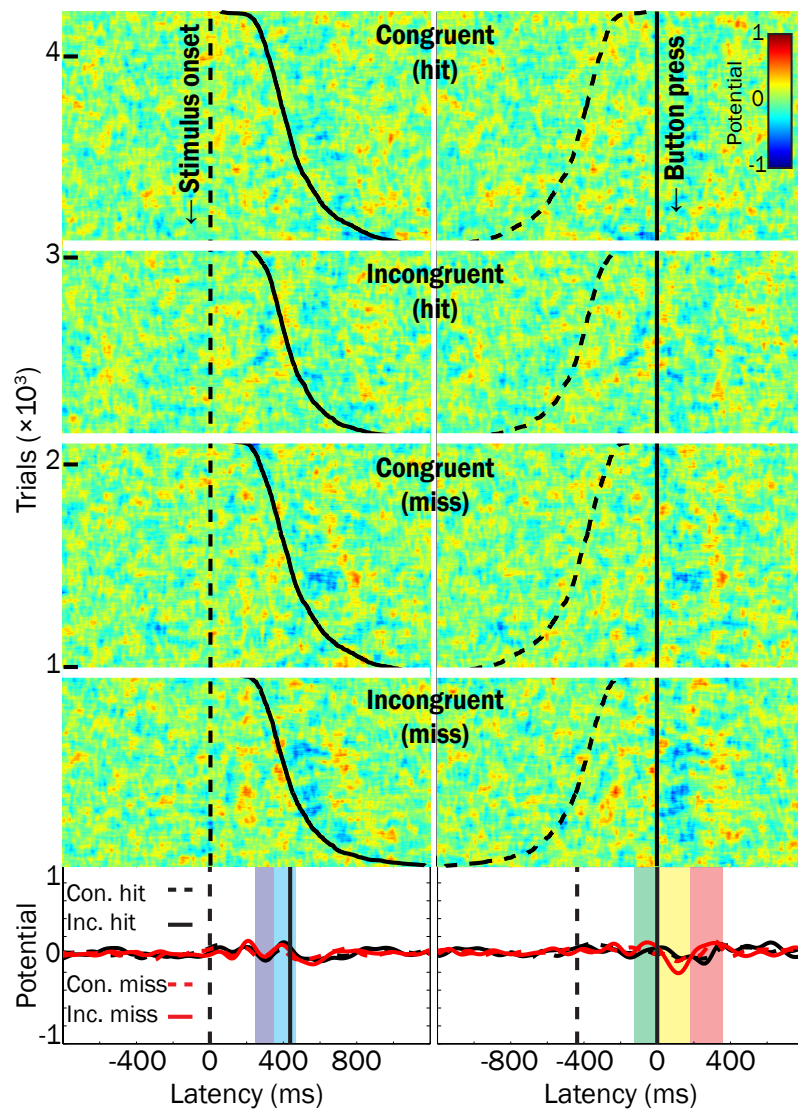 Congruent
(hit)
←Stimulus onset
←Button press
Potential
1
0
-1
4
3
Incongruent
(hit)
Trials (×10³)
2
Congruent
(miss)
1
Incongruent
(miss)
1
0
-1
Potential
Con. hit
Inc. hit
Con. miss
Inc. miss
-400 0 400 800
-800 -400 0 400
Latency (ms)
Latency (ms)